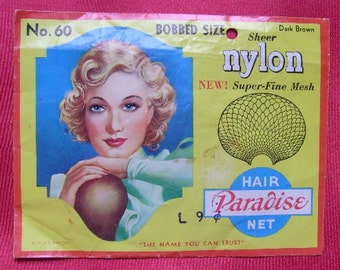 No. 60 BOBBED SIZE Dark Brown
Sheer
nylon
NEW! Super-Fine Mesh
HAIR
Paradise
NET
L 9¢
"THE NAME YOU CAN TRUST"